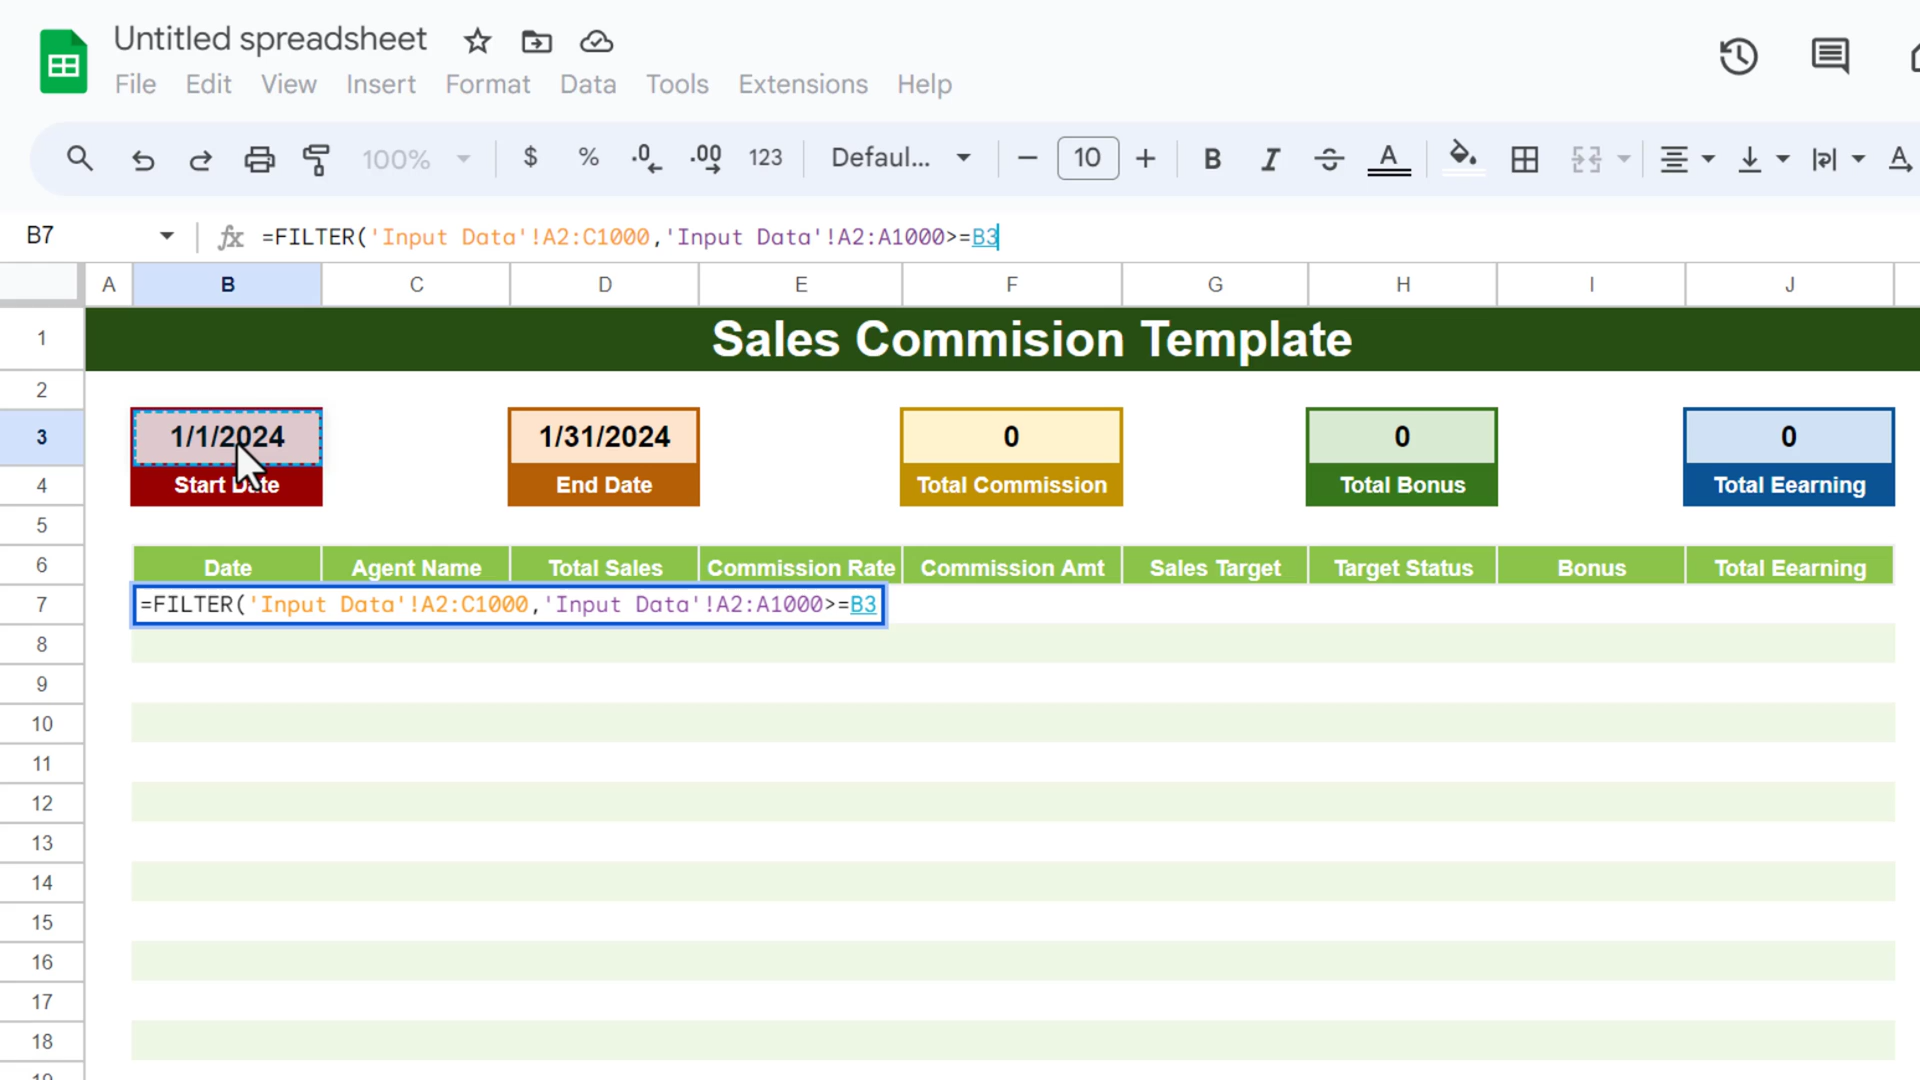 Untitled spreadsheet
File Edit View Insert Format Data Tools Extensions Help
100% $ % .0 .00 123 Defaul... 10 B I A
B7 fx =FILTER('Input Data'!A2:C1000,'Input Data'!A2:A1000>=B3
A B C D E F G H I J
1 Sales Commision Template
2
3 1/1/2024 1/31/2024 0 0 0
4 Start Date End Date Total Commission Total Bonus Total Eearning
5
6 Date Agent Name Total Sales Commission Rate Commission Amt Sales Target Target Status Bonus Total Eearning
7 =FILTER('Input Data'!A2:C1000,'Input Data'!A2:A1000>=B3
8
9
10
11
12
13
14
15
16
17
18